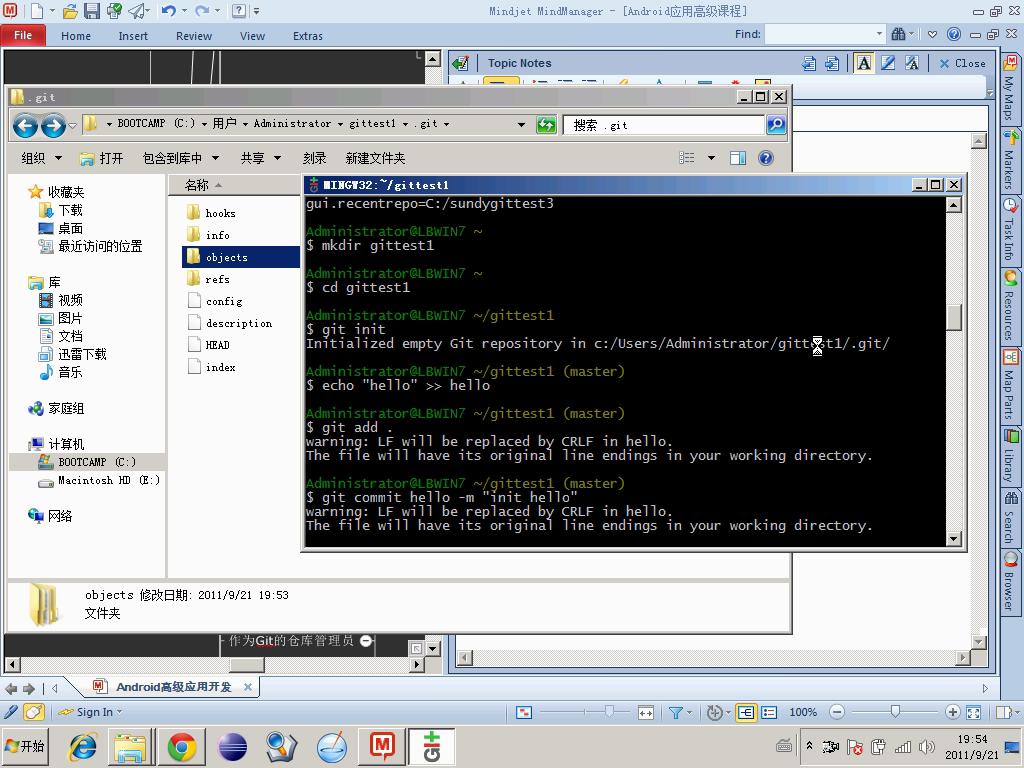 Mindjet MindManager - [Android应用高级课程]
File
Home
Insert
Review
View
Extras
Find:
Topic Notes
Close
.git
BOOTCAMP (C:)
用户
Administrator
gittest1
.git
搜索 .git
组织
打开
包含到库中
共享
刻录
新建文件夹
收藏夹
下载
桌面
最近访问的位置
库
视频
图片
文档
迅雷下载
音乐
家庭组
计算机
BOOTCAMP (C:)
Macintosh HD (E:)
网络
名称
hooks
info
objects
refs
config
description
HEAD
index
MINGW32:~/gittest1
gui.recentrepo=C:/sundygittest3
Administrator@LBWIN7 ~
$ mkdir gittest1
Administrator@LBWIN7 ~
$ cd gittest1
Administrator@LBWIN7 ~/gittest1
$ git init
Initialized empty Git repository in c:/Users/Administrator/gittest1/.git/
Administrator@LBWIN7 ~/gittest1 (master)
$ echo "hello" >> hello
Administrator@LBWIN7 ~/gittest1 (master)
$ git add .
warning: LF will be replaced by CRLF in hello.
The file will have its original line endings in your working directory.
Administrator@LBWIN7 ~/gittest1 (master)
$ git commit hello -m "init hello"
warning: LF will be replaced by CRLF in hello.
The file will have its original line endings in your working directory.
objects 修改日期: 2011/9/21 19:53
文件夹
作为Git的仓库管理员
My Maps
Markers
Task Info
Resources
Map Parts
Library
Search
Browser
Android高级应用开发
Sign In
100%
开始
19:54
2011/9/21